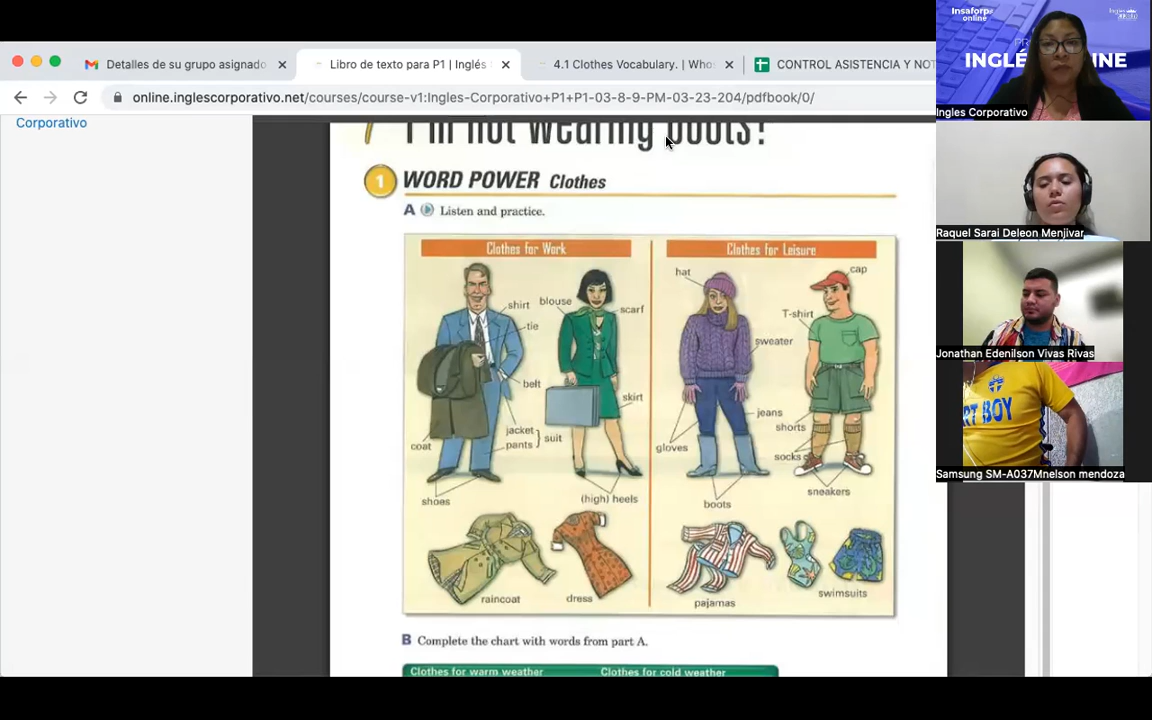 Detalles de su grupo asignado
Libro de texto para P1 | Inglés
4.1 Clothes Vocabulary. | Who
CONTROL ASISTENCIA Y NOT
online.inglescorporativo.net/courses/course-v1:Ingles-Corporativo+P1+P1-03-8-9-PM-03-23-204/pdfbook/0/
Corporativo
I'm not wearing boots!
1 WORD POWER Clothes
A Listen and practice.
Clothes for Work
Clothes for Leisure
shirt
blouse
scarf
tie
belt
skirt
jacket
pants
suit
coat
shoes
(high) heels
raincoat
dress
hat
cap
T-shirt
sweater
jeans
shorts
gloves
socks
sneakers
boots
pajamas
swimsuits
B Complete the chart with words from part A.
Clothes for warm weather
Clothes for cold weather
Insaforp
online
INGLÉ
NE
Ingles Corporativo
Raquel Sarai Deleon Menjivar
Jonathan Edenilson Vivas Rivas
RT BOY
Samsung SM-A037Mnelson mendoza